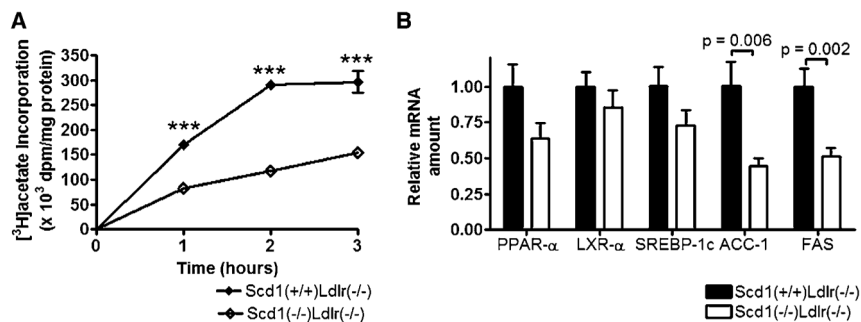 A
[³H]acetate Incorporation
(x 10³ dpm/mg protein)
350
300
250
200
150
100
50
0
***
***
***
0 1 2 3
Time (hours)
Scd1(+/+)Ldlr(-/-)
Scd1(-/-)Ldlr(-/-)
B
Relative mRNA
amount
p = 0.006
p = 0.002
1.00
0.75
0.50
0.25
0.00
PPAR-α LXR-α SREBP-1c ACC-1 FAS
Scd1(+/+)Ldlr(-/-)
Scd1(-/-)Ldlr(-/-)